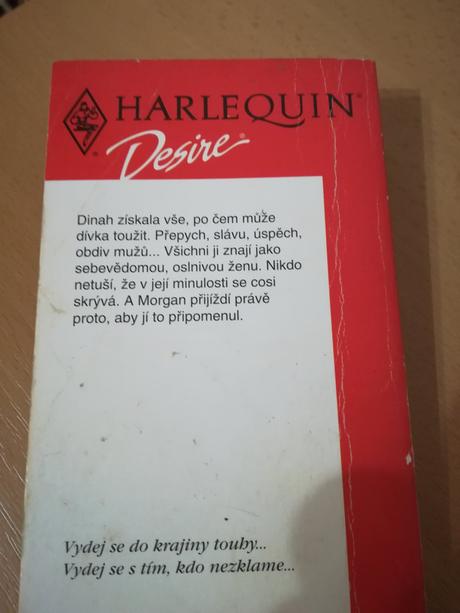 HARLEQUIN®
Desire®
Dinah získala vše, po čem může
dívka toužit. Přepych, slávu, úspěch,
obdiv mužů... Všichni ji znají jako
sebevědomou, oslnivou ženu. Nikdo
netuší, že v její minulosti se cosi
skrývá. A Morgan přijíždí právě
proto, aby jí to připomenul.
Vydej se do krajiny touhy...
Vydej se s tím, kdo nezklame...